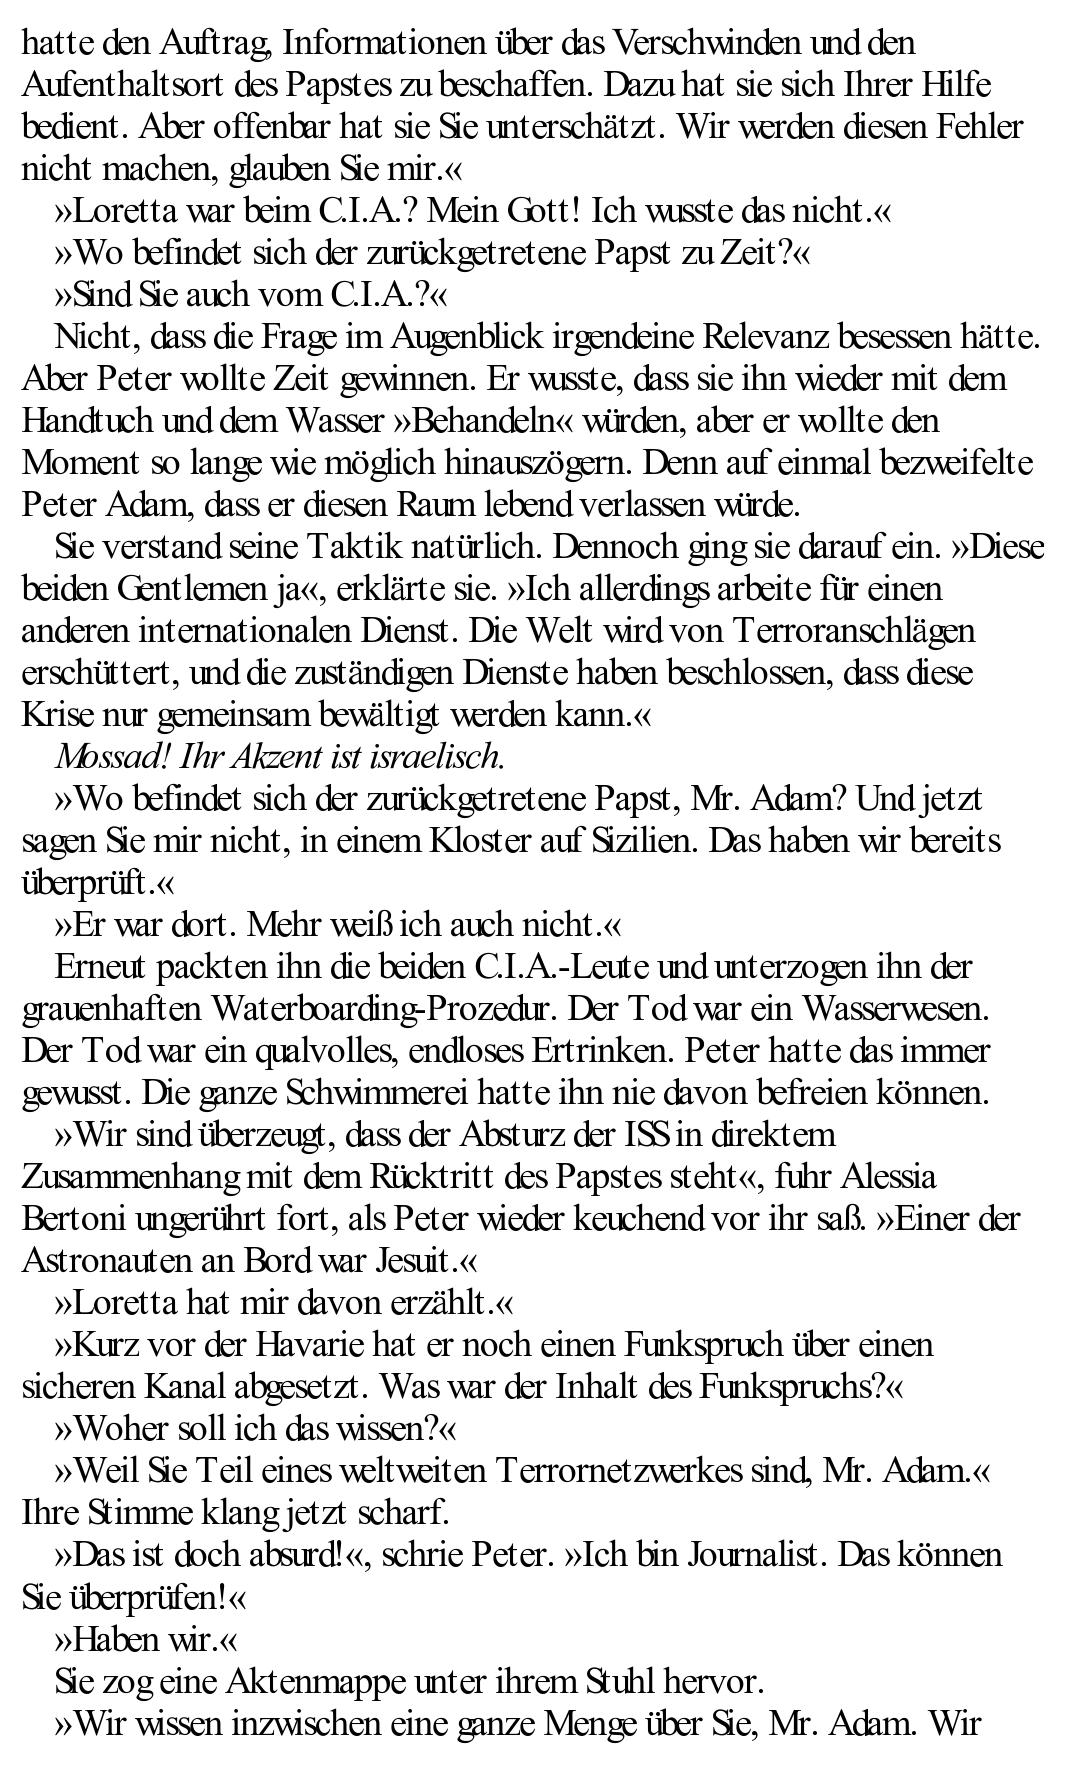 hatte den Auftrag, Informationen über das Verschwinden und den
Aufenthaltsort des Papstes zu beschaffen. Dazu hat sie sich Ihrer Hilfe
bedient. Aber offenbar hat sie Sie unterschätzt. Wir werden diesen Fehler
nicht machen, glauben Sie mir.«
»Loretta war beim C.I.A.? Mein Gott! Ich wusste das nicht.«
»Wo befindet sich der zurückgetretene Papst zu Zeit?«
»Sind Sie auch vom C.I.A.?«
Nicht, dass die Frage im Augenblick irgendeine Relevanz besessen hätte.
Aber Peter wollte Zeit gewinnen. Er wusste, dass sie ihn wieder mit dem
Handtuch und dem Wasser »Behandeln« würden, aber er wollte den
Moment so lange wie möglich hinauszögern. Denn auf einmal bezweifelte
Peter Adam, dass er diesen Raum lebend verlassen würde.
Sie verstand seine Taktik natürlich. Dennoch ging sie darauf ein. »Diese
beiden Gentlemen ja«, erklärte sie. »Ich allerdings arbeite für einen
anderen internationalen Dienst. Die Welt wird von Terroranschlägen
erschüttert, und die zuständigen Dienste haben beschlossen, dass diese
Krise nur gemeinsam bewältigt werden kann.«
Mossad! Ihr Akzent ist israelisch.
»Wo befindet sich der zurückgetretene Papst, Mr. Adam? Und jetzt
sagen Sie mir nicht, in einem Kloster auf Sizilien. Das haben wir bereits
überprüft.«
»Er war dort. Mehr weiß ich auch nicht.«
Erneut packten ihn die beiden C.I.A.-Leute und unterzogen ihn der
grauenhaften Waterboarding-Prozedur. Der Tod war ein Wasserwesen.
Der Tod war ein qualvolles, endloses Ertrinken. Peter hatte das immer
gewusst. Die ganze Schwimmerei hatte ihn nie davon befreien können.
»Wir sind überzeugt, dass der Absturz der ISS in direktem
Zusammenhang mit dem Rücktritt des Papstes steht«, fuhr Alessia
Bertoni ungerührt fort, als Peter wieder keuchend vor ihr saß. »Einer der
Astronauten an Bord war Jesuit.«
»Loretta hat mir davon erzählt.«
»Kurz vor der Havarie hat er noch einen Funkspruch über einen
sicheren Kanal abgesetzt. Was war der Inhalt des Funkspruchs?«
»Woher soll ich das wissen?«
»Weil Sie Teil eines weltweiten Terrornetzwerkes sind, Mr. Adam.«
Ihre Stimme klang jetzt scharf.
»Das ist doch absurd!«, schrie Peter. »Ich bin Journalist. Das können
Sie überprüfen!«
»Haben wir.«
Sie zog eine Aktenmappe unter ihrem Stuhl hervor.
»Wir wissen inzwischen eine ganze Menge über Sie, Mr. Adam. Wir